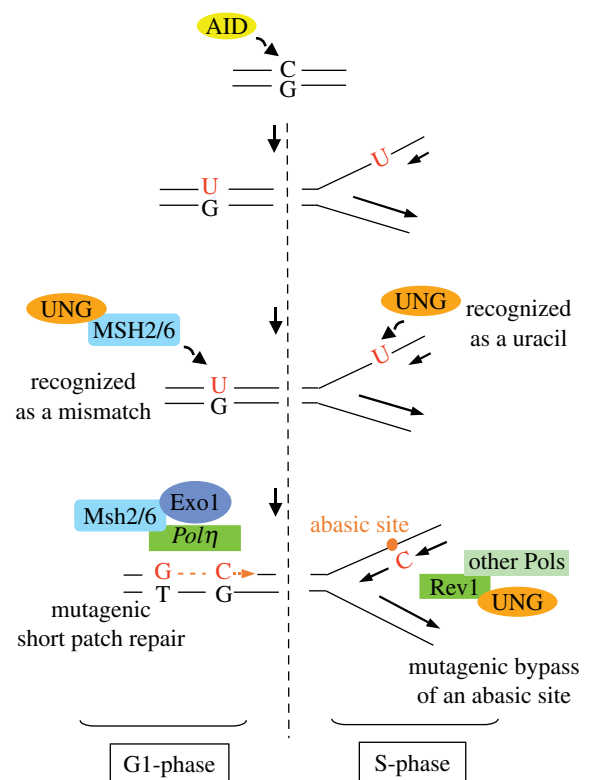 AID
C
G
U
G
U
UNG
MSH2/6
recognized
as a mismatch
U
G
UNG
recognized
as a uracil
U
Msh2/6
Exo1
Polη
G C
T G
mutagenic
short patch repair
abasic site
C
other Pols
Rev1
UNG
mutagenic bypass
of an abasic site
G1-phase
S-phase